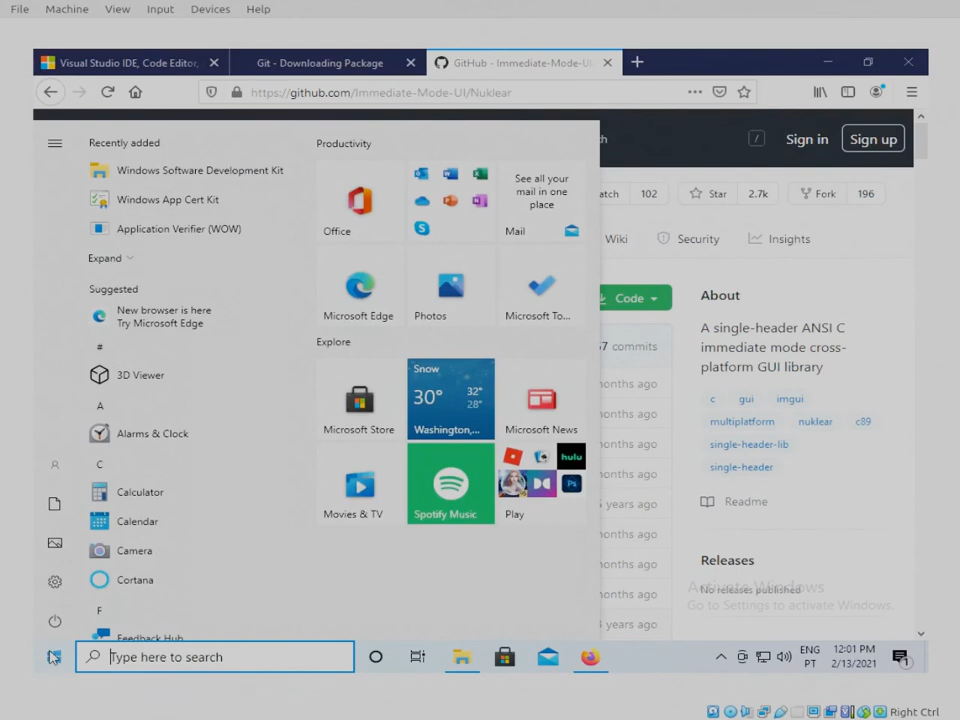 File Machine View Input Devices Help
Visual Studio IDE, Code Editor, Git - Downloading Package GitHub - Immediate-Mode-UI
https://github.com/Immediate-Mode-UI/Nuklear
Sign in Sign up
102 Star 2.7k Fork 196
Wiki Security Insights
Code
commits
months ago
months ago
months ago
months ago
years ago
months ago
months ago
months ago
years ago
About
A single-header ANSI C
immediate mode cross-
platform GUI library
c gui imgui
multiplatform nuklear c89
single-header-lib
single-header
Readme
Releases
No releases published
Activate Windows
Go to Settings to activate Windows.
Recently added
Windows Software Development Kit
Windows App Cert Kit
Application Verifier (WOW)
Expand
Suggested
New browser is here
Try Microsoft Edge
#
3D Viewer
A
Alarms & Clock
C
Calculator
Calendar
Camera
Cortana
F
Feedback Hub
Productivity
Office
See all your
mail in one
place
Mail
Microsoft Edge Photos Microsoft To...
Explore
Microsoft Store
Snow
30° 32°
28°
Washington,...
Microsoft News
Movies & TV
Spotify Music
hulu
Ps
Play
Type here to search
ENG
PT
12:01 PM
2/13/2021
1
Right Ctrl